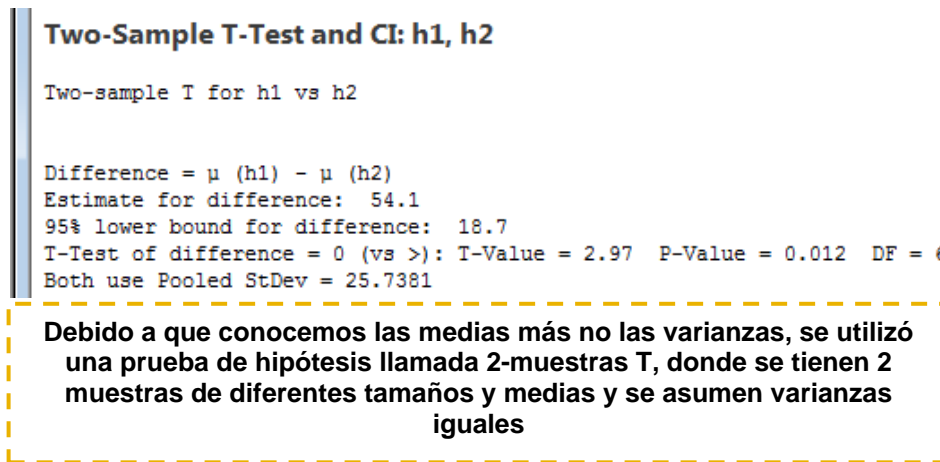 Two-Sample T-Test and CI: h1, h2
Two-sample T for h1 vs h2
Difference = μ (h1) - μ (h2)
Estimate for difference:  54.1
95% lower bound for difference:  18.7
T-Test of difference = 0 (vs >): T-Value = 2.97  P-Value = 0.012  DF = 6
Both use Pooled StDev = 25.7381
Debido a que conocemos las medias más no las varianzas, se utilizó
una prueba de hipótesis llamada 2-muestras T, donde se tienen 2
muestras de diferentes tamaños y medias y se asumen varianzas
iguales